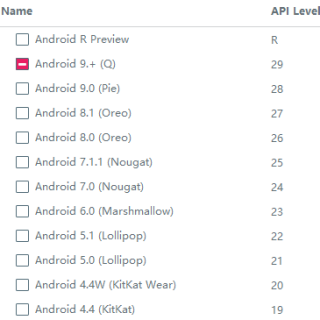 Name API Level
Android R Preview R
Android 9.+ (Q) 29
Android 9.0 (Pie) 28
Android 8.1 (Oreo) 27
Android 8.0 (Oreo) 26
Android 7.1.1 (Nougat) 25
Android 7.0 (Nougat) 24
Android 6.0 (Marshmallow) 23
Android 5.1 (Lollipop) 22
Android 5.0 (Lollipop) 21
Android 4.4W (KitKat Wear) 20
Android 4.4 (KitKat) 19